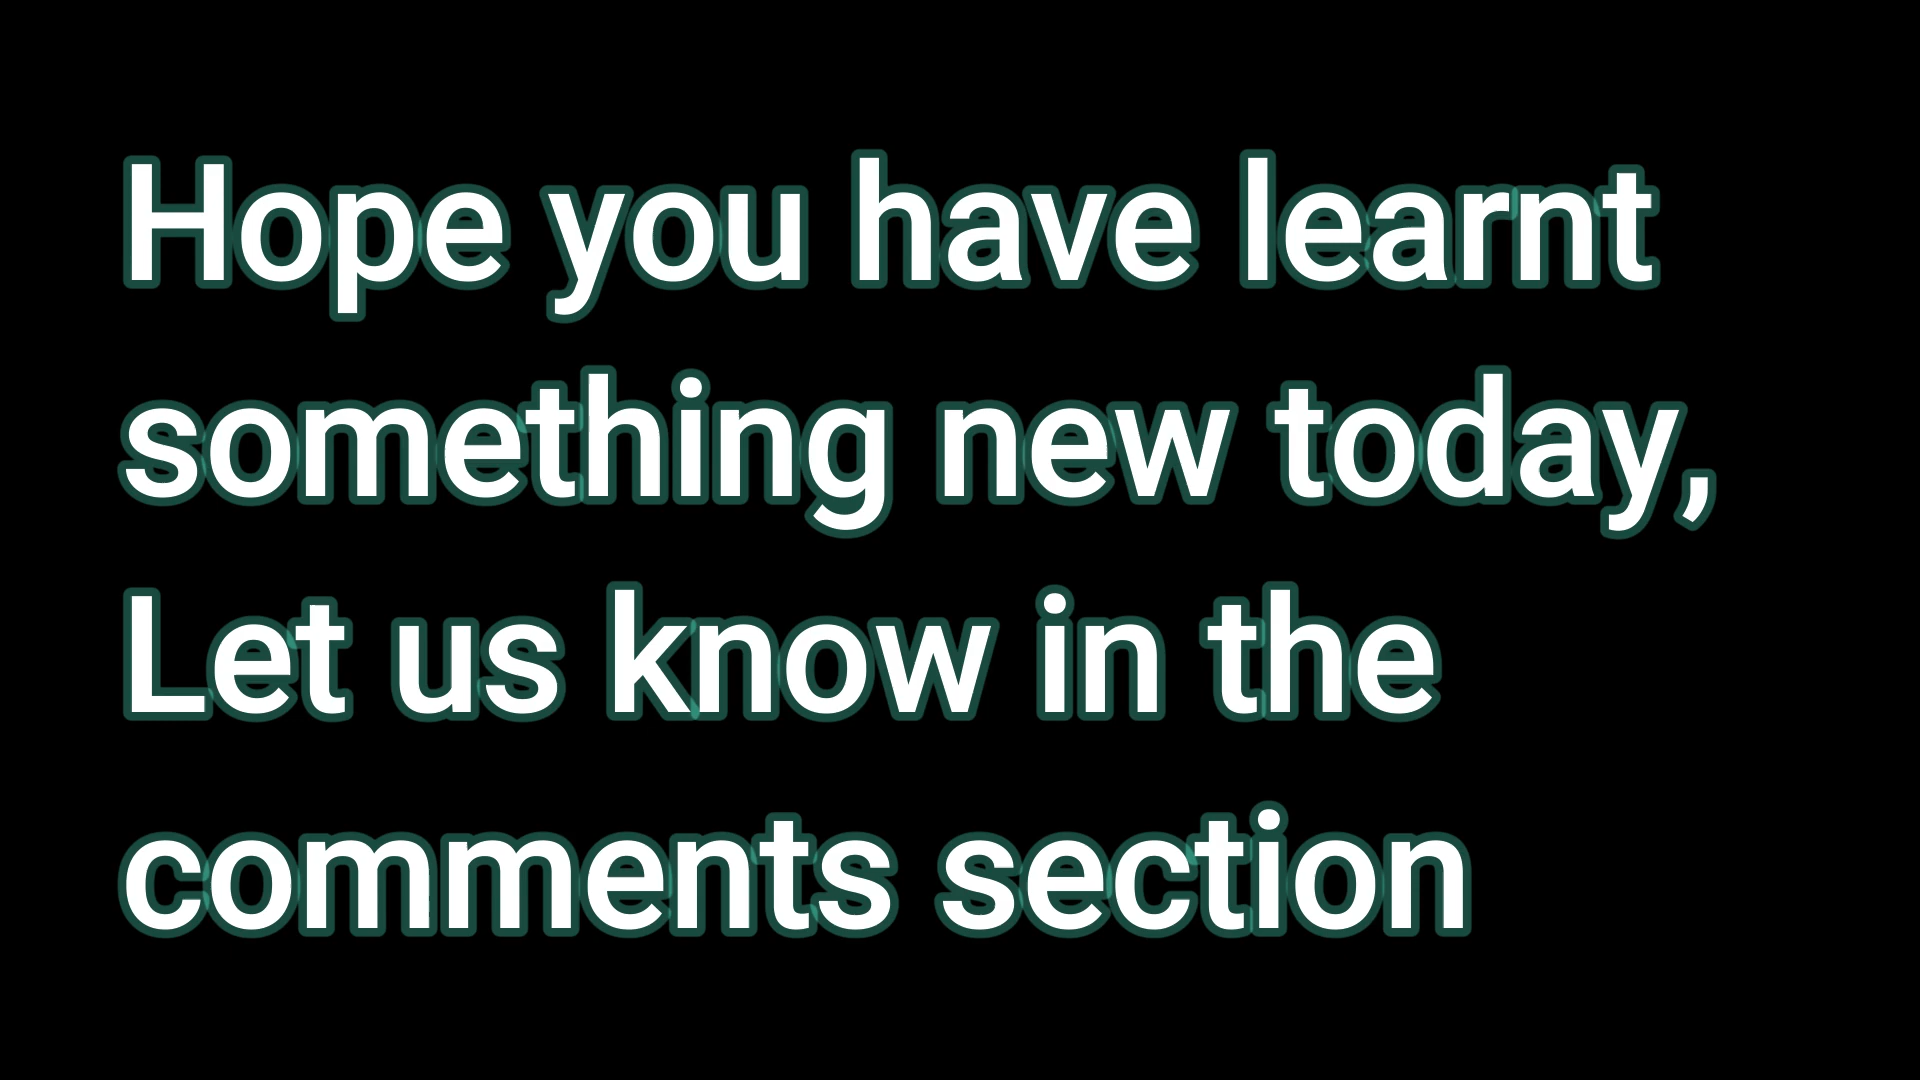 Hope you have learnt
something new today,
Let us know in the
comments section